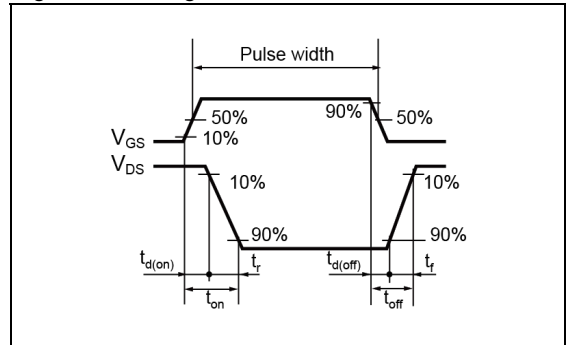 Pulse width
50%
90%
50%
V_GS
10%
V_DS
10%
10%
90%
90%
t_d(on)
t_r
t_d(off)
t_f
t_on
t_off